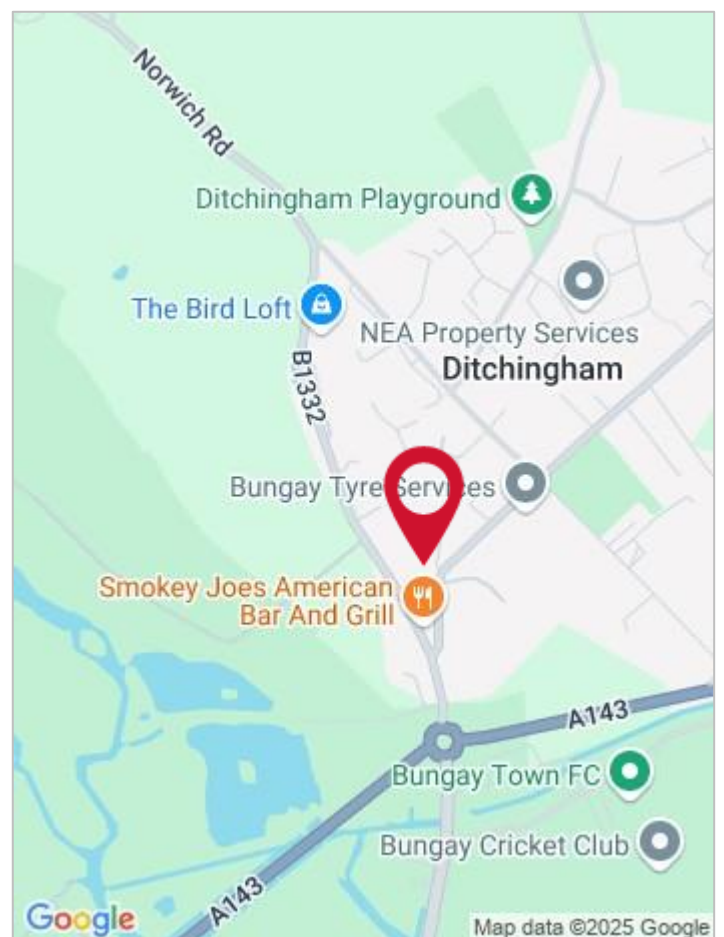 Norwich Rd
Ditchingham Playground
The Bird Loft
NEA Property Services
Ditchingham
B1332
Bungay Tyre Services
Smokey Joes American
Bar And Grill
A143
Bungay Town FC
Bungay Cricket Club
A143
Google
Map data ©2025 Google